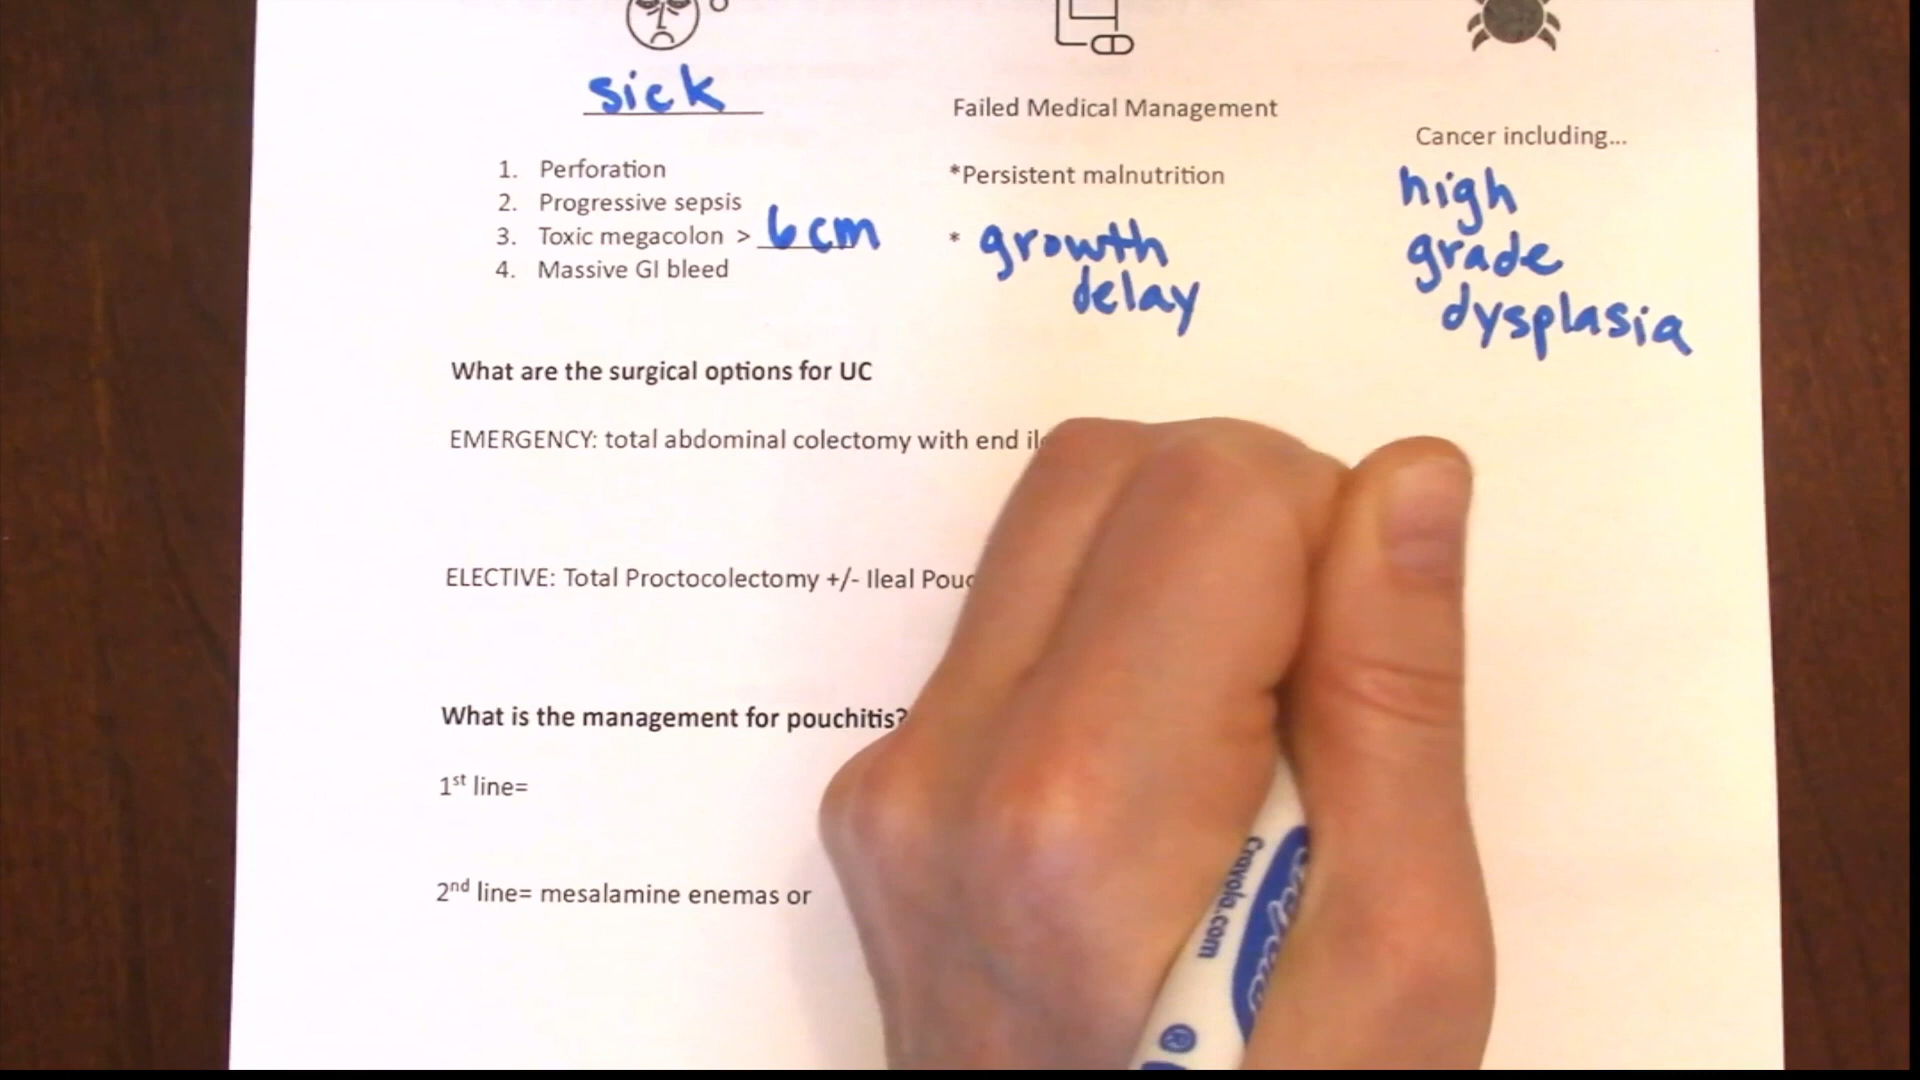 sick
1. Perforation
2. Progressive sepsis
3. Toxic megacolon > 6cm
4. Massive GI bleed
Failed Medical Management
*Persistent malnutrition
* growth
delay
Cancer including...
high
grade
dysplasia
What are the surgical options for UC
EMERGENCY: total abdominal colectomy with end
ELECTIVE: Total Proctocolectomy +/- Ileal
What is the management for pouchitis?
1st line=
2nd line= mesalamine enemas or
Crayola.com
®